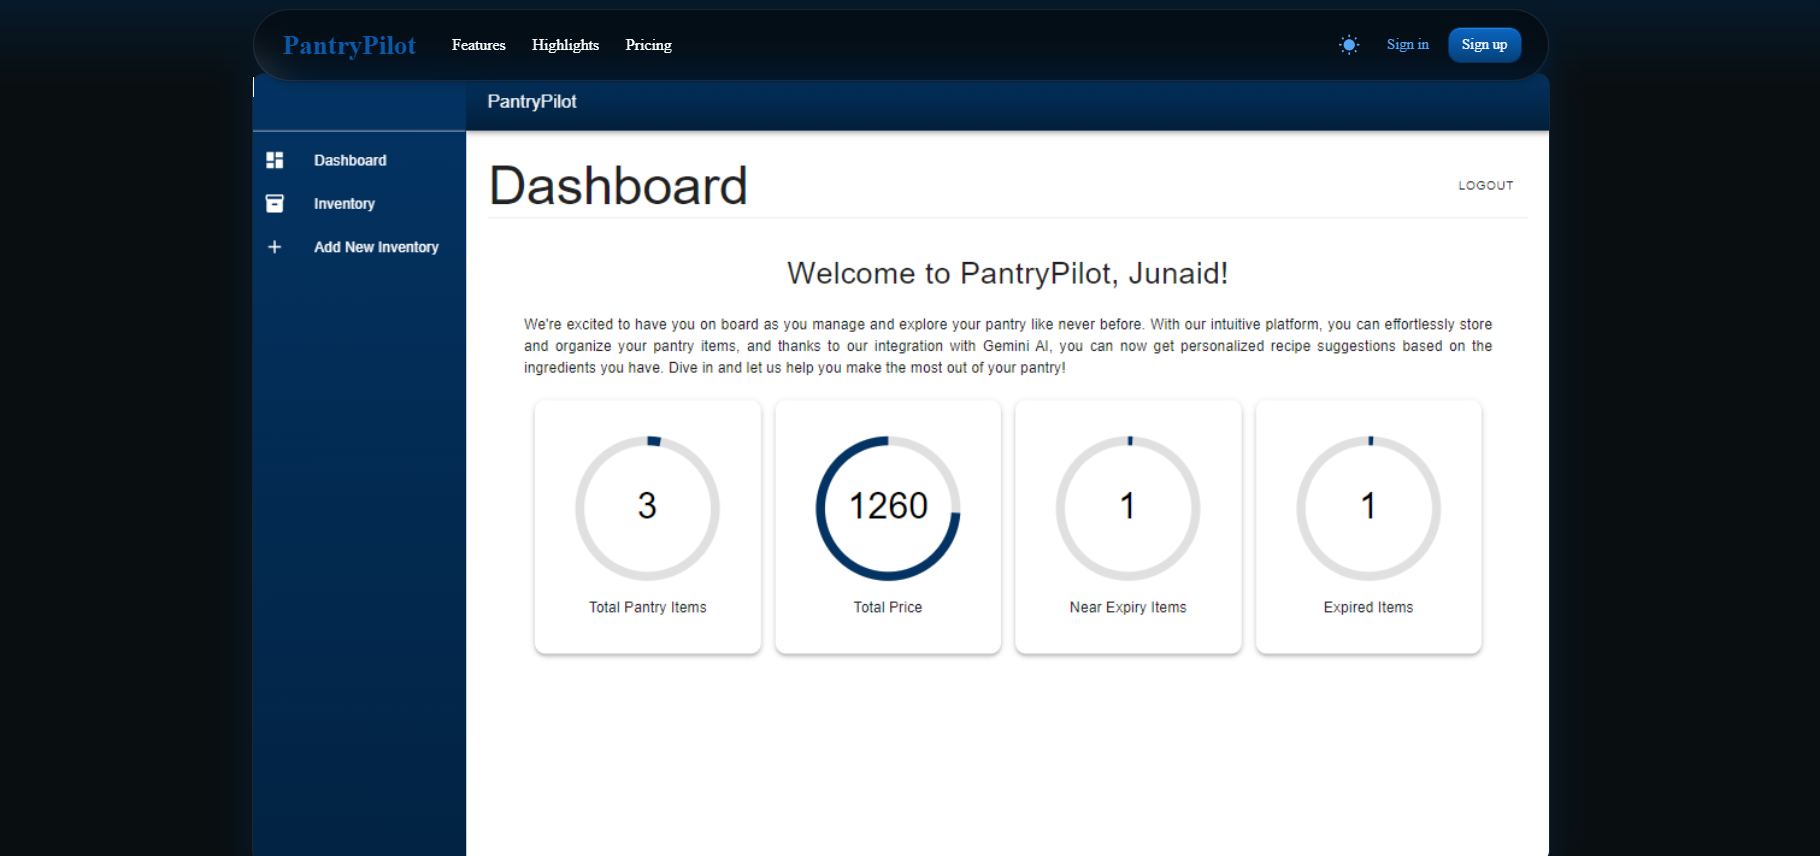 PantryPilot
Features
Highlights
Pricing
Sign in
Sign up
PantryPilot
Dashboard
Inventory
Add New Inventory
Dashboard
LOGOUT
Welcome to PantryPilot, Junaid!
We're excited to have you on board as you manage and explore your pantry like never before. With our intuitive platform, you can effortlessly store
and organize your pantry items, and thanks to our integration with Gemini AI, you can now get personalized recipe suggestions based on the
ingredients you have. Dive in and let us help you make the most out of your pantry!
3
Total Pantry Items
1260
Total Price
1
Near Expiry Items
1
Expired Items